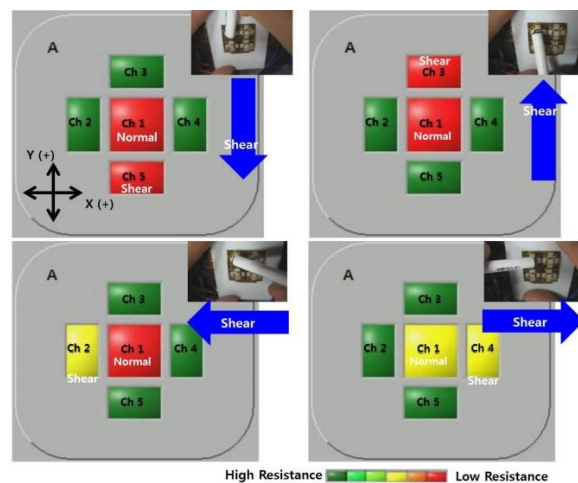 A
Ch 3
Ch 2
Ch 1
Normal
Ch 4
Ch 5
Shear
Shear
Y (+)
X (+)
A
Shear
Ch 3
Ch 2
Ch 1
Normal
Ch 4
Ch 5
Shear
A
Ch 3
Ch 2
Shear
Ch 1
Normal
Ch 4
Ch 5
Shear
A
Ch 3
Ch 2
Ch 1
Normal
Ch 4
Shear
Ch 5
Shear
High Resistance Low Resistance